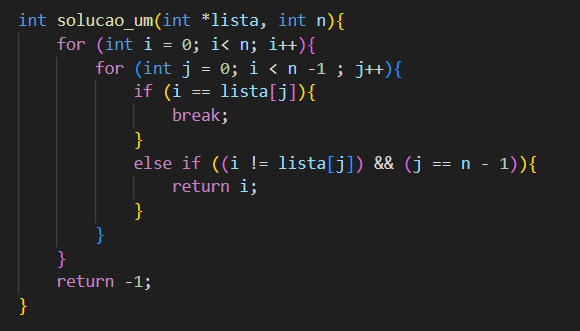 int solucao_um(int *lista, int n){
    for (int i = 0; i< n; i++){
        for (int j = 0; i < n -1 ; j++){
            if (i == lista[j]){
                break;
            }
            else if ((i != lista[j]) && (j == n - 1)){
                return i;
            }
        }
    }
    return -1;
}